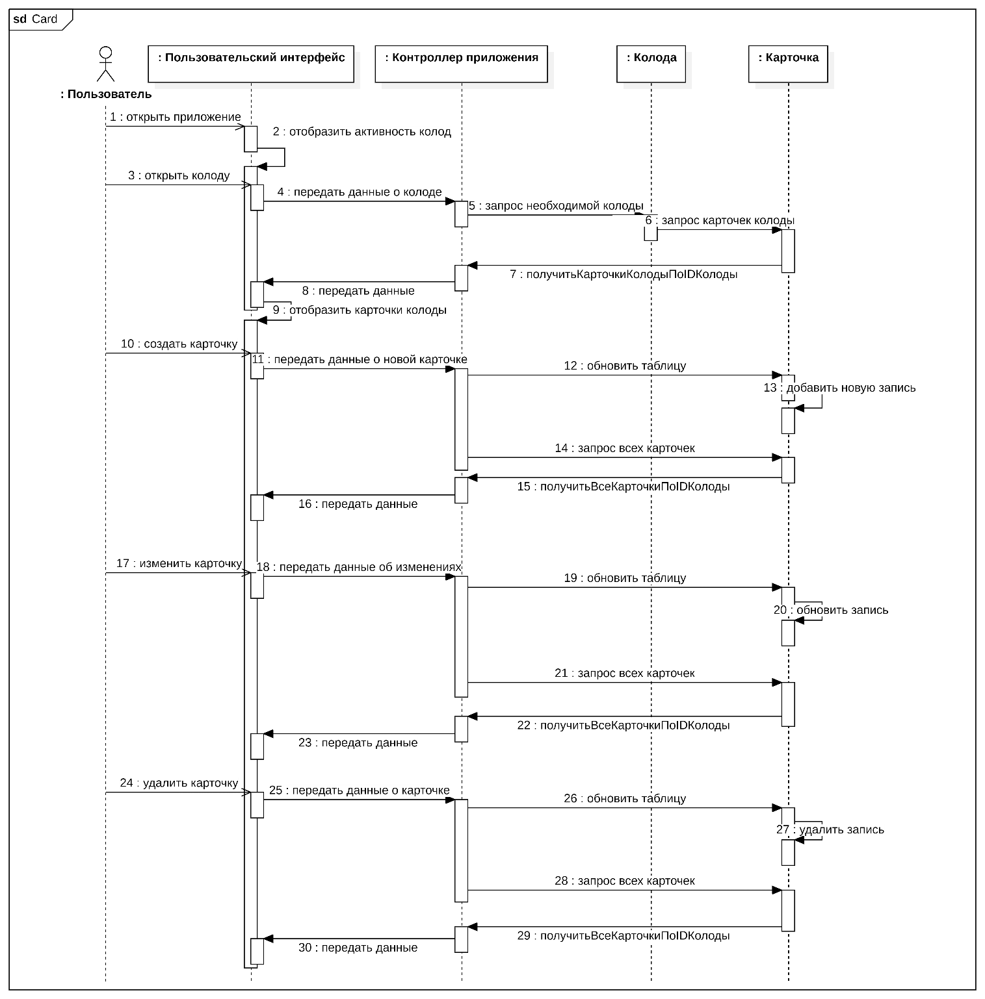 sd Card
: Пользовательский интерфейс
: Контроллер приложения
: Колода
: Карточка
: Пользователь
1 : открыть приложение
2 : отобразить активность колод
3 : открыть колоду
4 : передать данные о колоде
5 : запрос необходимой колоды
6 : запрос карточек колоды
7 : получитьКарточкиКолодыПоIDКолоды
8 : передать данные
9 : отобразить карточки колоды
10 : создать карточку
11 : передать данные о новой карточке
12 : обновить таблицу
13 : добавить новую запись
14 : запрос всех карточек
15 : получитьВсеКарточкиПоIDКолоды
16 : передать данные
17 : изменить карточку
18 : передать данные об изменениях
19 : обновить таблицу
20 : обновить запись
21 : запрос всех карточек
22 : получитьВсеКарточкиПоIDКолоды
23 : передать данные
24 : удалить карточку
25 : передать данные о карточке
26 : обновить таблицу
27 : удалить запись
28 : запрос всех карточек
29 : получитьВсеКарточкиПоIDКолоды
30 : передать данные